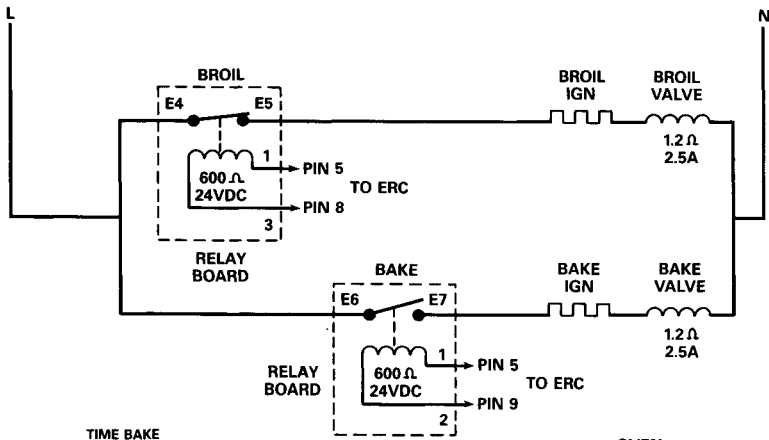 L
N
BROIL
BROIL
IGN
BROIL
VALVE
E4
E5
1.2 Ω
2.5A
1
PIN 5
600 Ω
24VDC
TO ERC
PIN 8
3
RELAY
BOARD
BAKE
BAKE
IGN
BAKE
VALVE
E6
E7
1.2 Ω
2.5A
1
PIN 5
RELAY
BOARD
600 Ω
24VDC
TO ERC
PIN 9
2
TIME BAKE